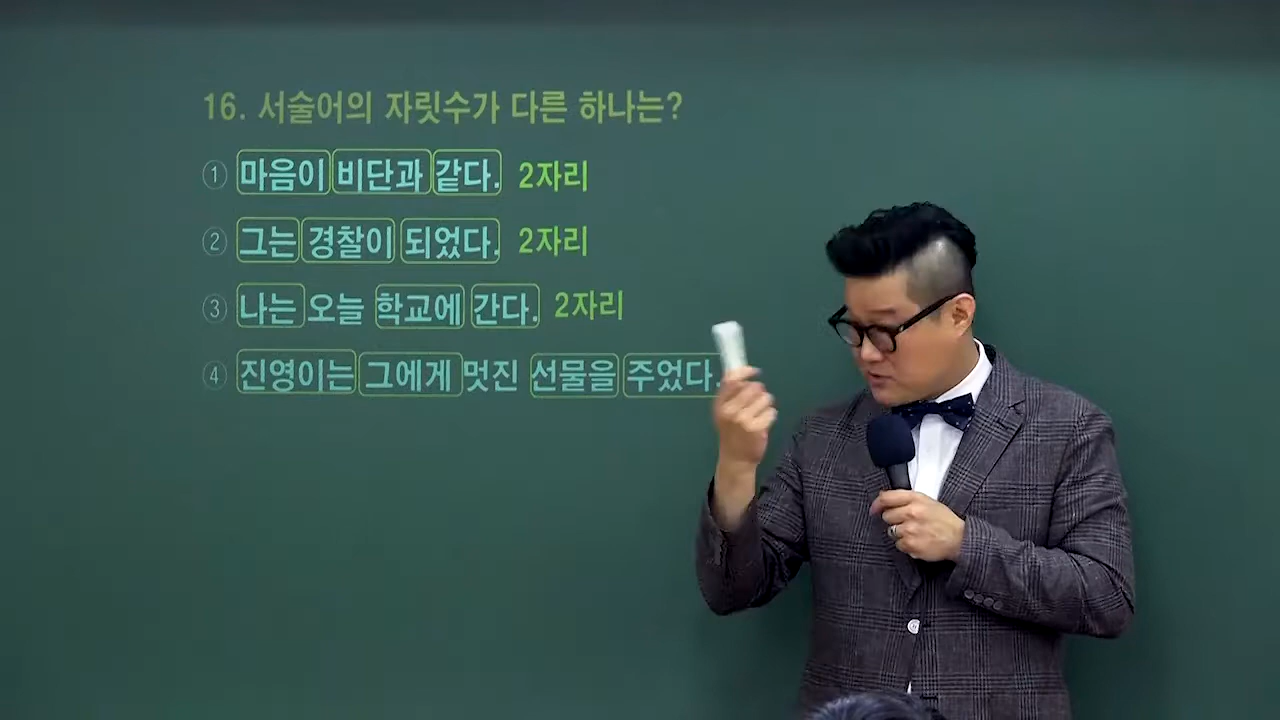 16. 서술어의 자릿수가 다른 하나는?
① 마음이 비단과 같다. 2자리
② 그는 경찰이 되었다. 2자리
③ 나는 오늘 학교에 간다. 2자리
④ 진영이는 그에게 멋진 선물을 주었다.